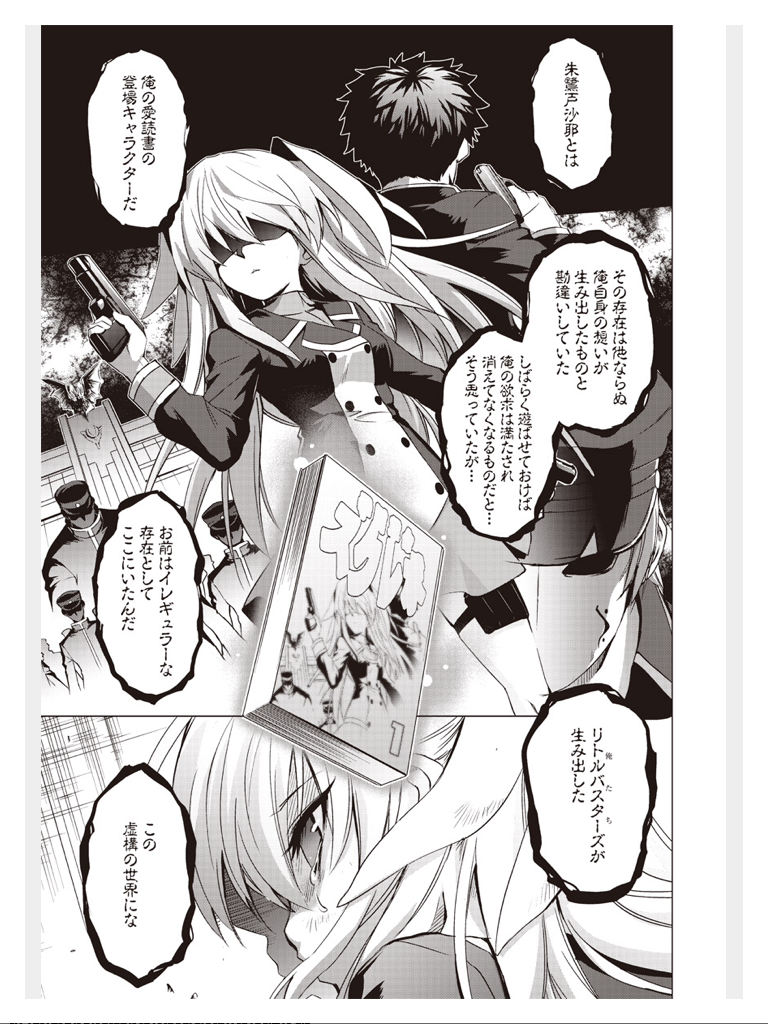 朱鷺戸沙耶とは
俺の愛読書の
登場キャラクターだ
その存在は他ならぬ
俺自身の想いが
生み出したものと
勘違いしていた
しばらく遊ばせておけば
俺の欲求は満たされ
消えてなくなるものだと…
そう思っていたが…
お前はイレギュラーな
存在として
ここにいたんだ
1
リトルバスターズが
俺たち
生み出した
この
虚構の世界にな